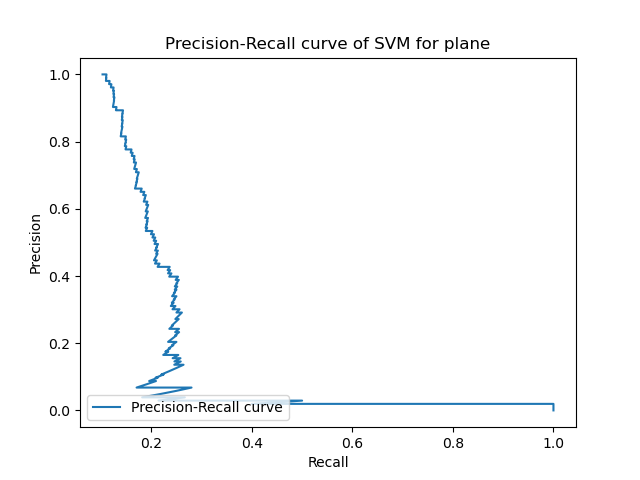 Precision-Recall curve of SVM for plane
1.0
0.8
0.6
0.4
0.2
0.0
Precision
Precision-Recall curve
0.2 0.4 0.6 0.8 1.0
Recall